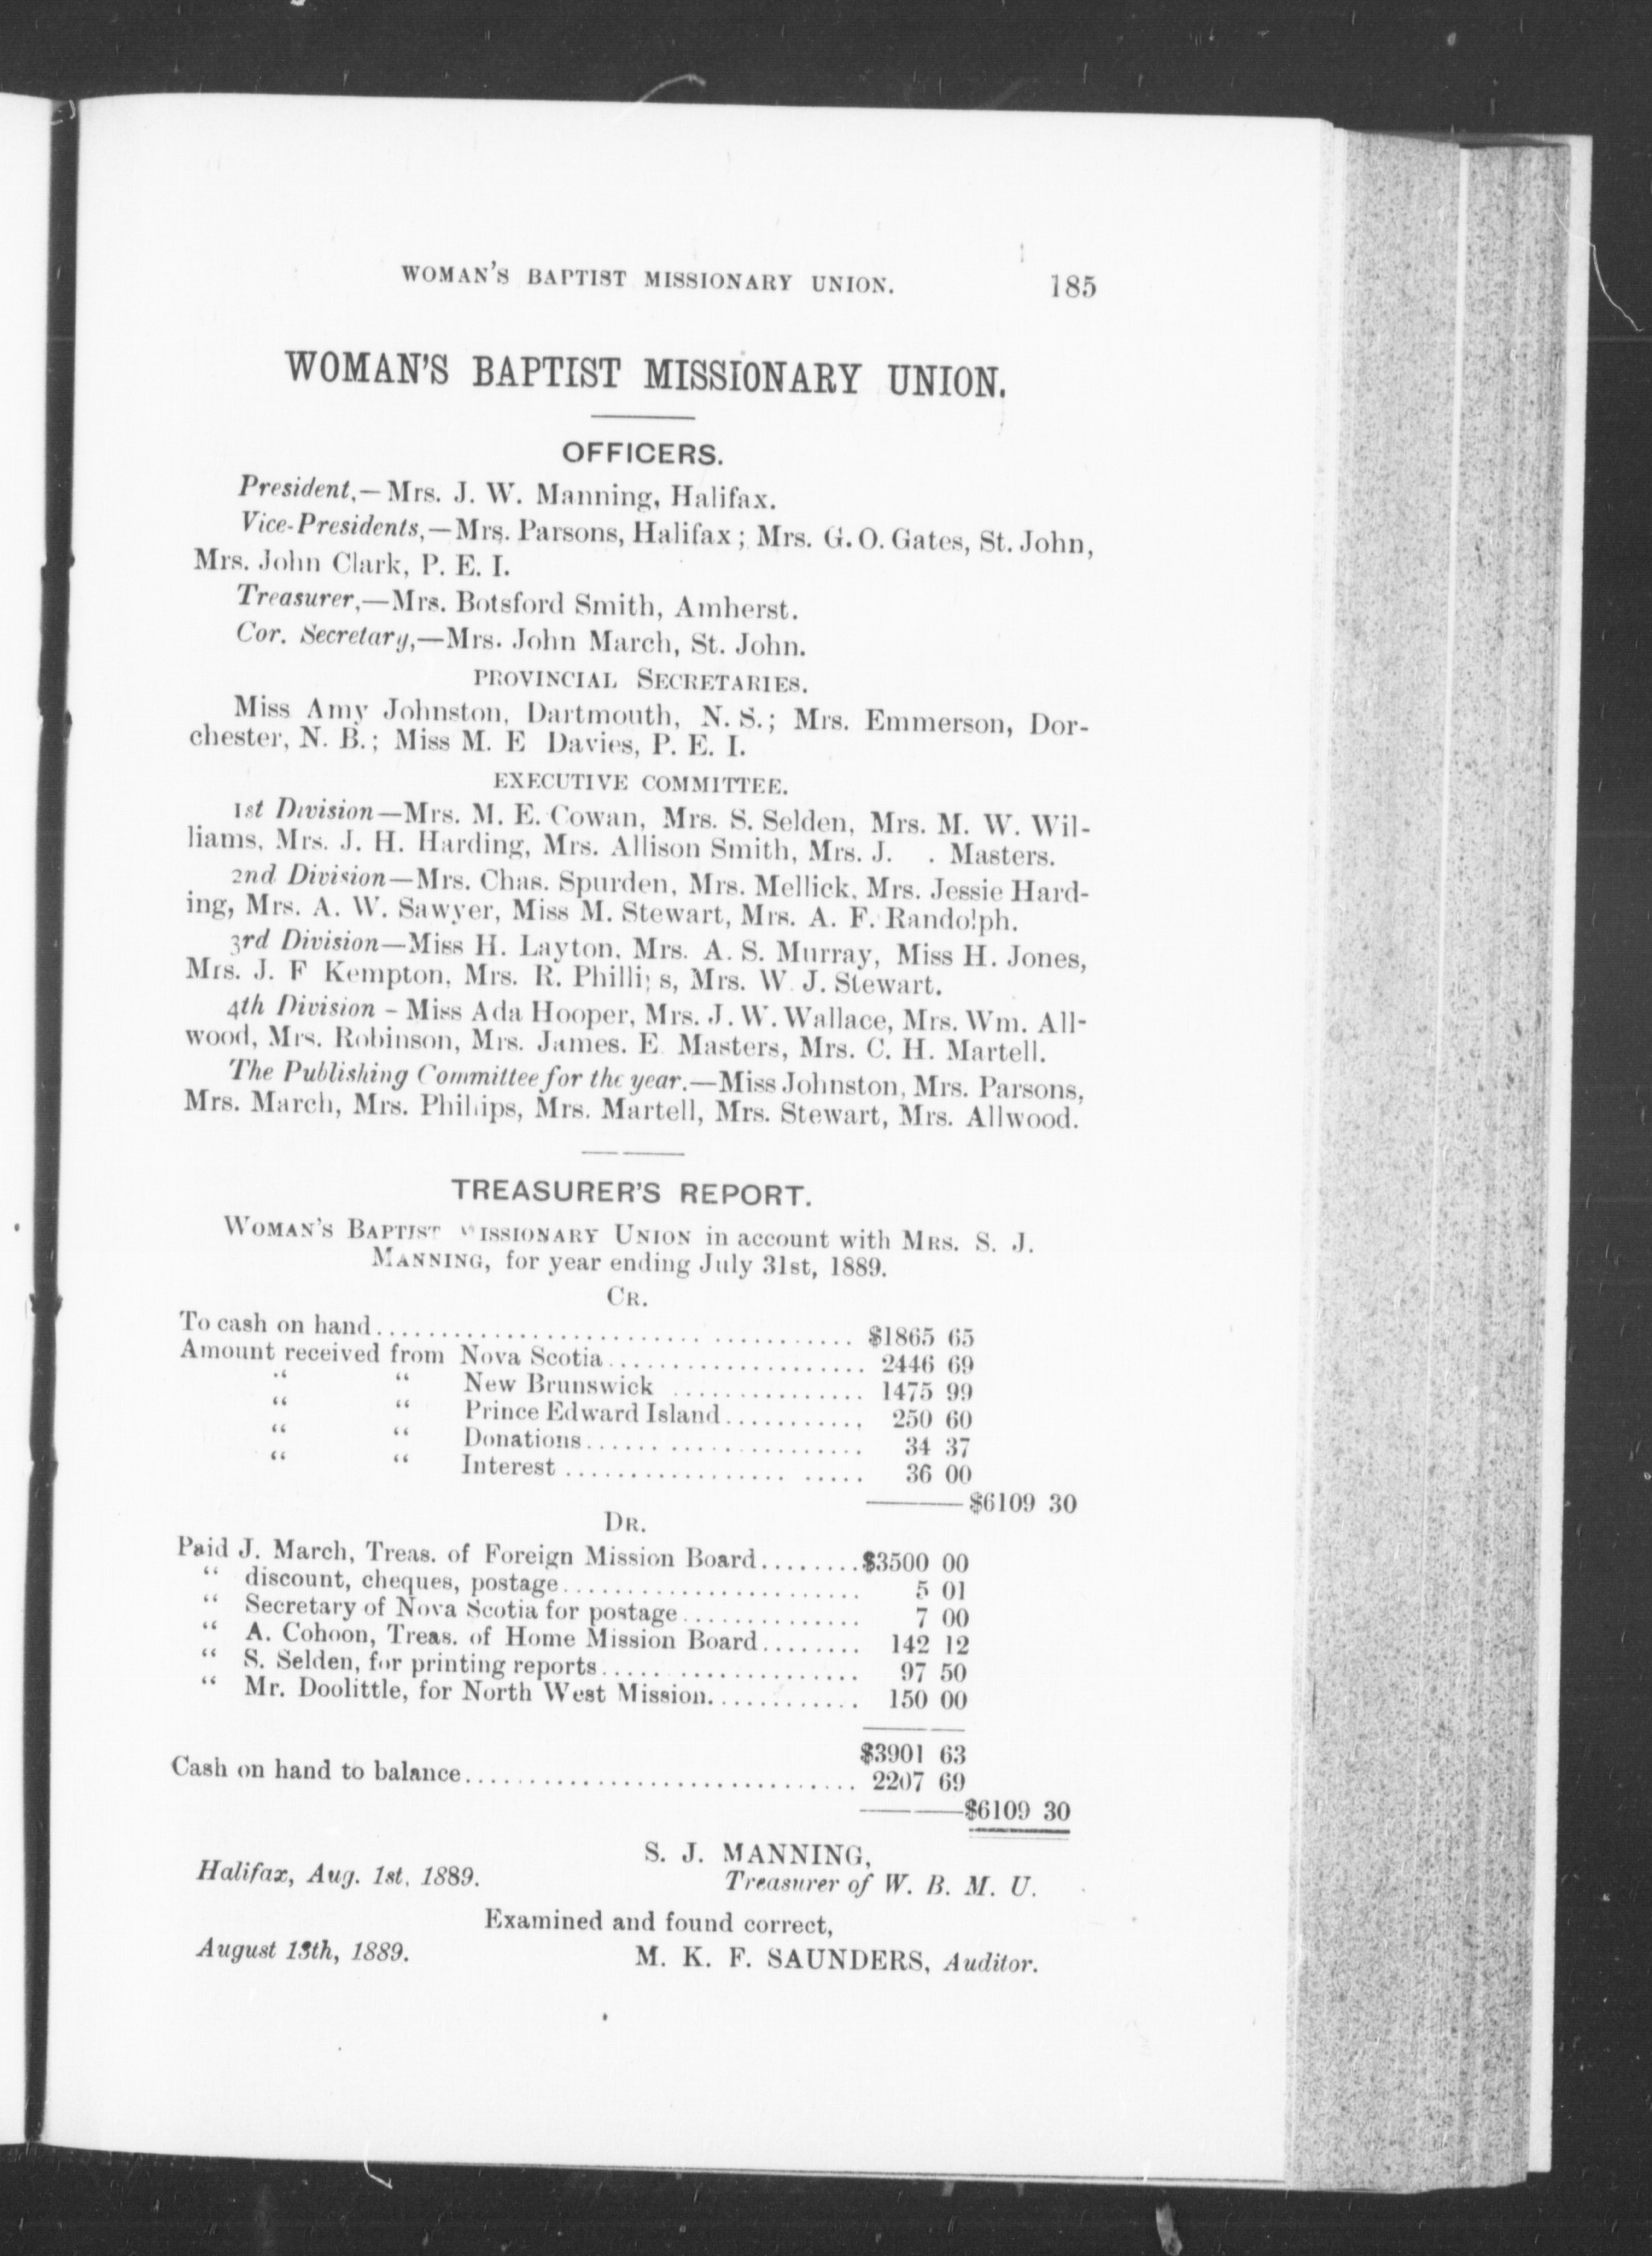 WOMAN'S BAPTIST MISSIONARY UNION. 185
WOMAN'S BAPTIST MISSIONARY UNION.
OFFICERS.
President,—Mrs. J. W. Manning, Halifax.
Vice-Presidents,—Mrs. Parsons, Halifax; Mrs. G. O. Gates, St. John,
Mrs. John Clark, P. E. I.
Treasurer,—Mrs. Botsford Smith, Amherst.
Cor. Secretary,—Mrs. John March, St. John.
PROVINCIAL SECRETARIES.
Miss Amy Johnston, Dartmouth, N. S.; Mrs. Emmerson, Dor-
chester, N. B.; Miss M. E Davies, P. E. I.
EXECUTIVE COMMITTEE.
1st Division—Mrs. M. E. Cowan, Mrs. S. Selden, Mrs. M. W. Wil-
liams, Mrs. J. H. Harding, Mrs. Allison Smith, Mrs. J. . Masters.
2nd Division—Mrs. Chas. Spurden, Mrs. Mellick, Mrs. Jessie Hard-
ing, Mrs. A. W. Sawyer, Miss M. Stewart, Mrs. A. F. Randolph.
3rd Division—Miss H. Layton, Mrs. A. S. Murray, Miss H. Jones,
Mrs. J. F Kempton, Mrs. R. Phillips, Mrs. W. J. Stewart.
4th Division - Miss Ada Hooper, Mrs. J. W. Wallace, Mrs. Wm. All-
wood, Mrs. Robinson, Mrs. James. E. Masters, Mrs. C. H. Martell.
The Publishing Committee for the year.—Miss Johnston, Mrs. Parsons,
Mrs. March, Mrs. Phillips, Mrs. Martell, Mrs. Stewart, Mrs. Allwood.
TREASURER'S REPORT.
WOMAN'S BAPTIST MISSIONARY UNION in account with MRS. S. J.
MANNING, for year ending July 31st, 1889.
CR.
To cash on hand.................................... $1865 65
Amount received from Nova Scotia.................... 2446 69
" " New Brunswick ............... 1475 99
" " Prince Edward Island........... 250 60
" " Donations..................... 34 37
" " Interest ...................... 36 00
$6109 30
DR.
Paid J. March, Treas. of Foreign Mission Board........$3500 00
" discount, cheques, postage....................... 5 01
" Secretary of Nova Scotia for postage.............. 7 00
" A. Cohoon, Treas. of Home Mission Board........ 142 12
" S. Selden, for printing reports................... 97 50
" Mr. Doolittle, for North West Mission............ 150 00
$3901 63
Cash on hand to balance.............................. 2207 69
$6109 30
S. J. MANNING,
Halifax, Aug. 1st, 1889. Treasurer of W. B. M. U.
Examined and found correct,
August 13th, 1889. M. K. F. SAUNDERS, Auditor.